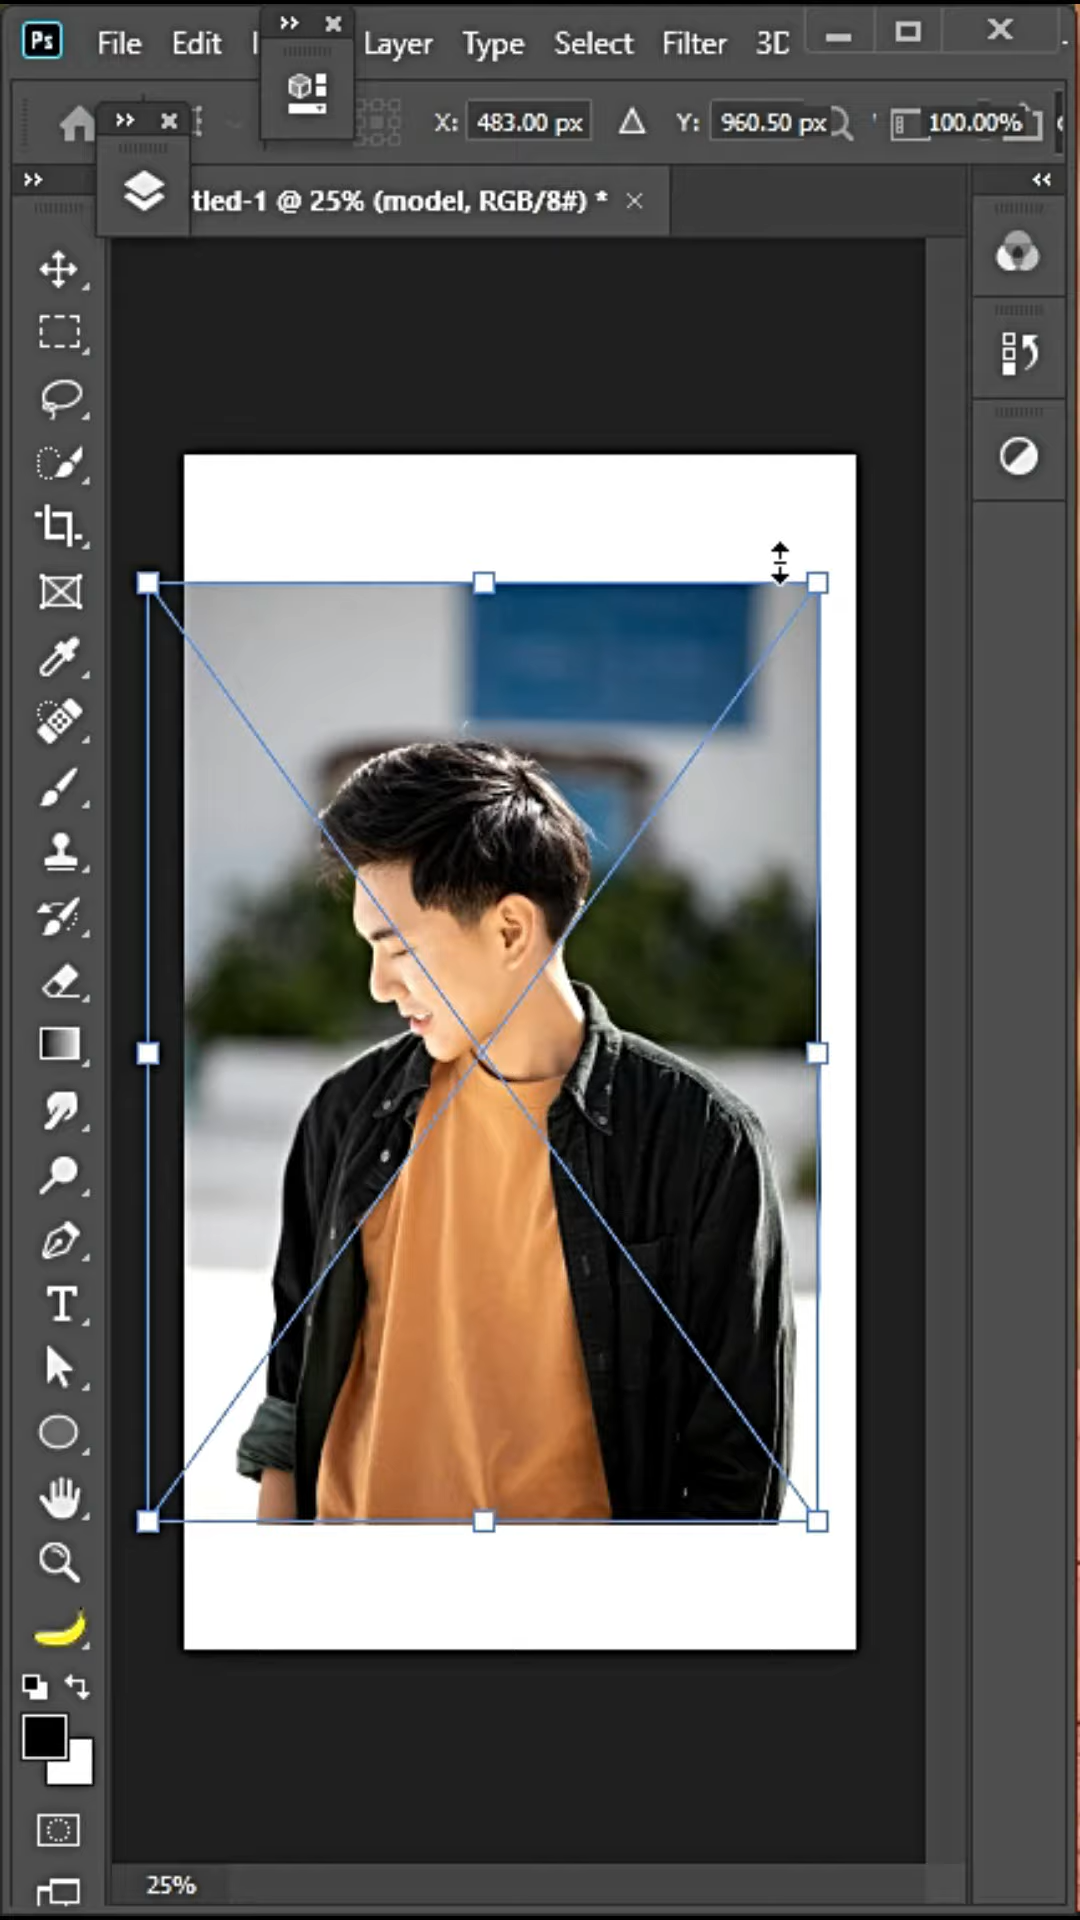 Ps File Edit Layer Type Select Filter 3D
X: 483.00 px Y: 960.50 px 100.00%
tled-1 @ 25% (model, RGB/8#) *
T
25%